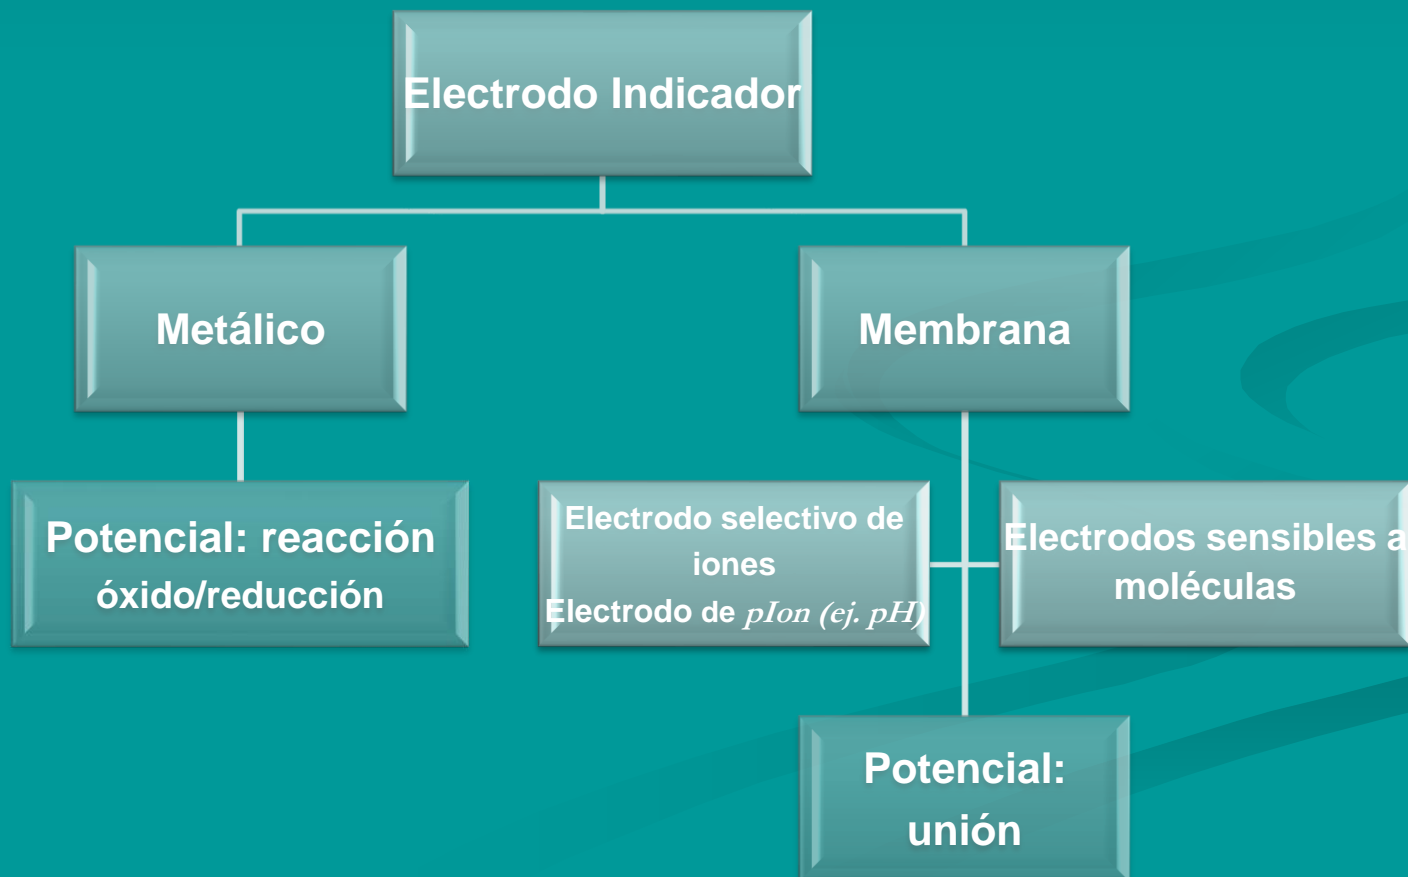 Electrodo Indicador
Metálico
Membrana
Potencial: reacción
óxido/reducción
Electrodo selectivo de
iones
Electrodo de pIon (ej. pH)
Electrodos sensibles a
moléculas
Potencial:
unión